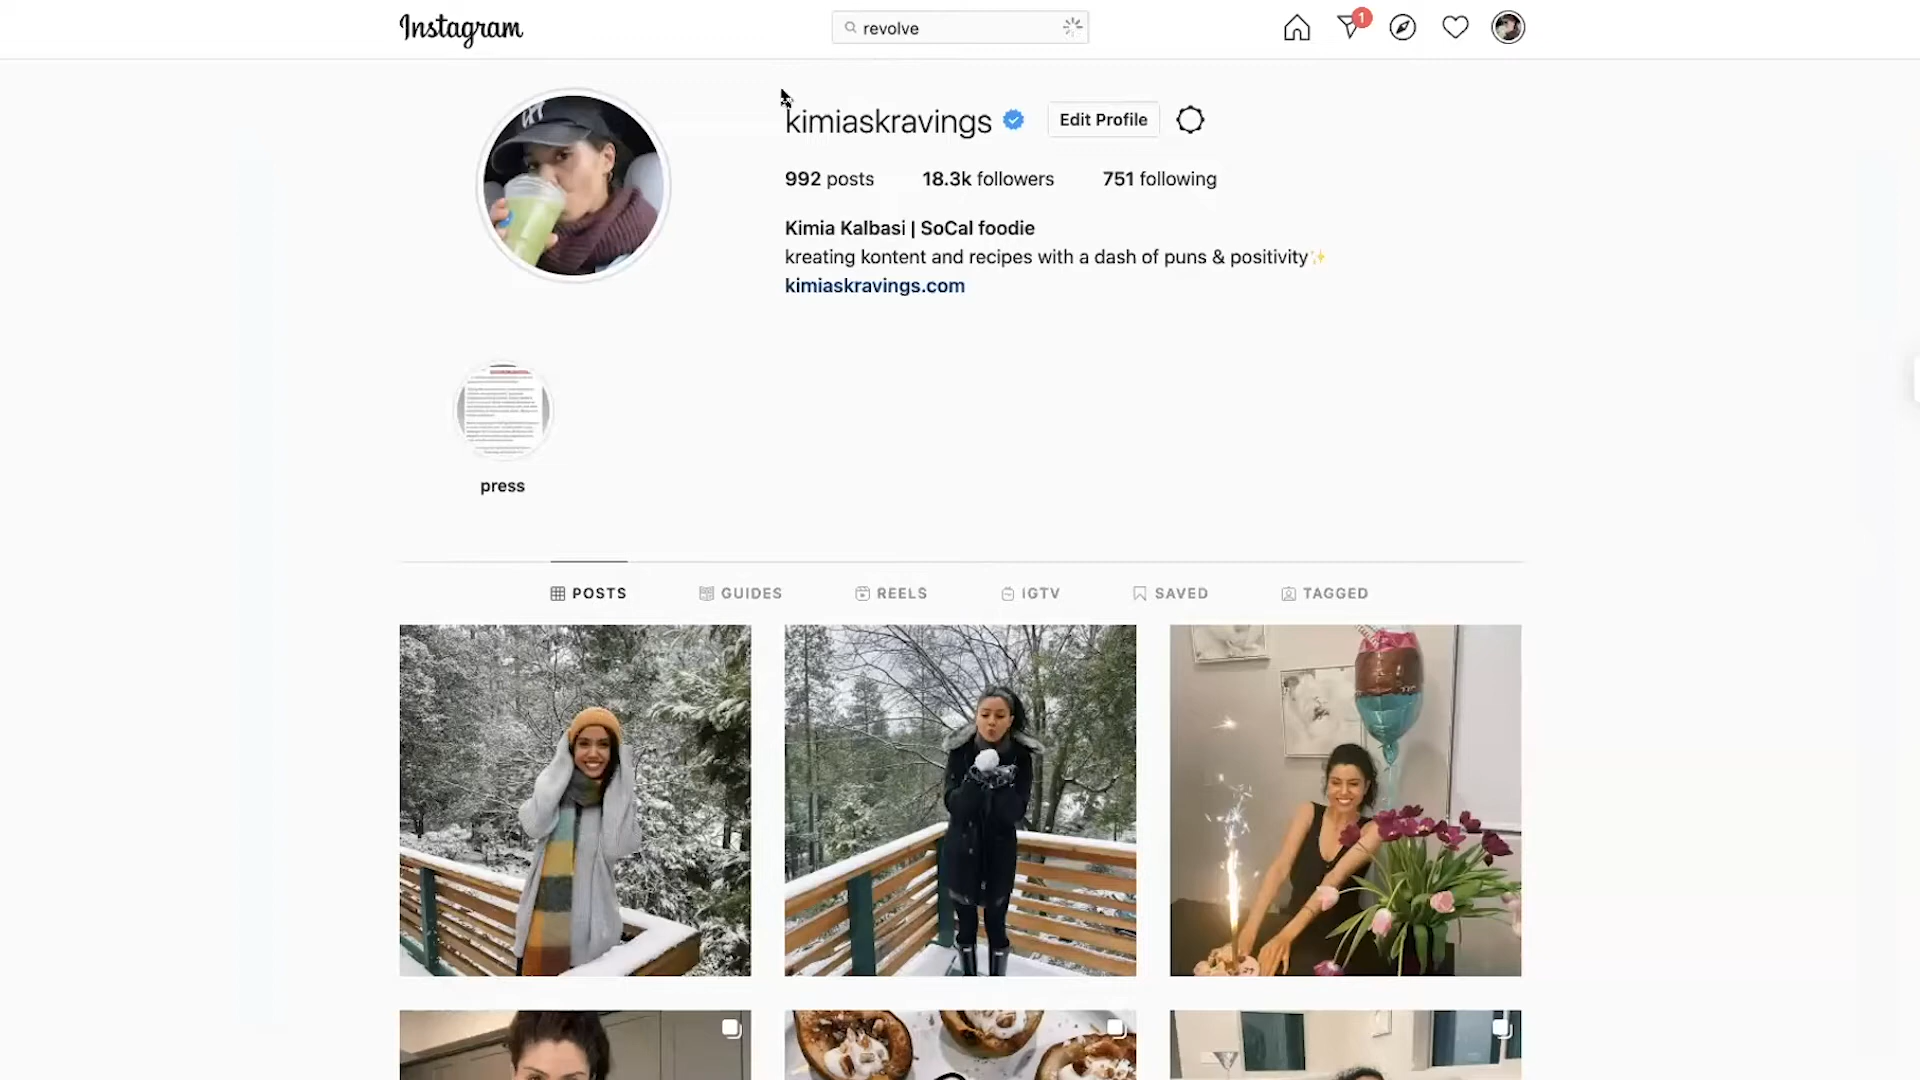 Instagram
revolve
1
kimiaskravings
Edit Profile
992 posts 18.3k followers 751 following
Kimia Kalbasi | SoCal foodie
kreating kontent and recipes with a dash of puns & positivity✨
kimiaskravings.com
press
POSTS GUIDES REELS IGTV SAVED TAGGED